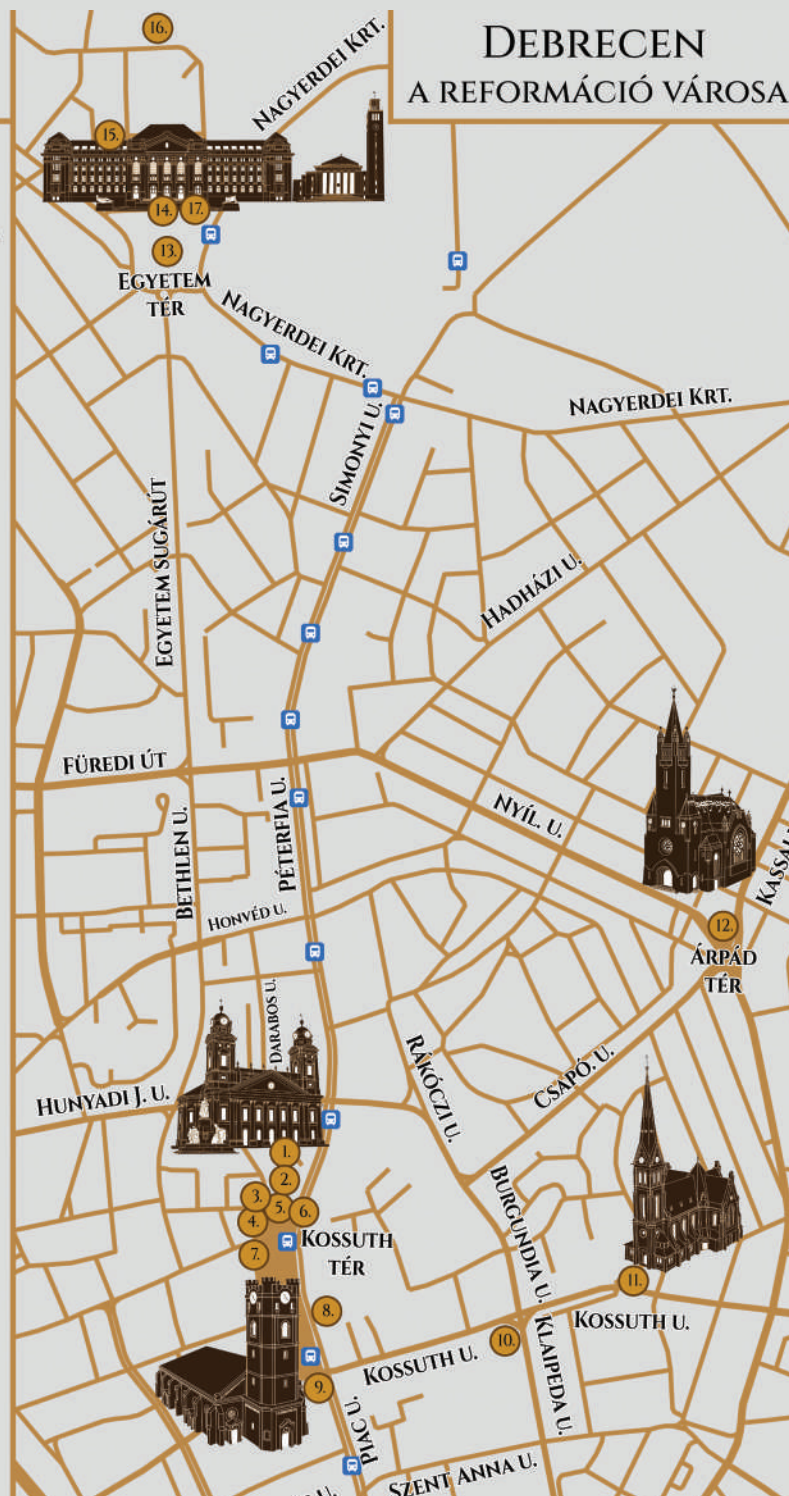 DEBRECEN
A REFORMÁCIÓ VÁROSA
16.
NAGYERDEI KRT.
15.
14.
17.
13.
EGYETEM
TÉR
NAGYERDEI KRT.
NAGYERDEI KRT.
SIMONYI U.
EGYETEM SUGÁRÚT
HADHÁZI U.
FÜREDI ÚT
PÉTERFIA U.
NYÍL. U.
BETHLEN U.
HONVÉD U.
12.
ÁRPÁD
TÉR
DARABOS U.
RÁKÓCZI U.
CSAPÓ. U.
HUNYADI J. U.
1.
2.
3.
4.
5.
6.
7.
KOSSUTH
TÉR
BURGUNDIA U.
11.
KOSSUTH U.
8.
10.
KLAIPEDA U.
KOSSUTH U.
9.
PIAC U.
SZENT ANNA U.
U.